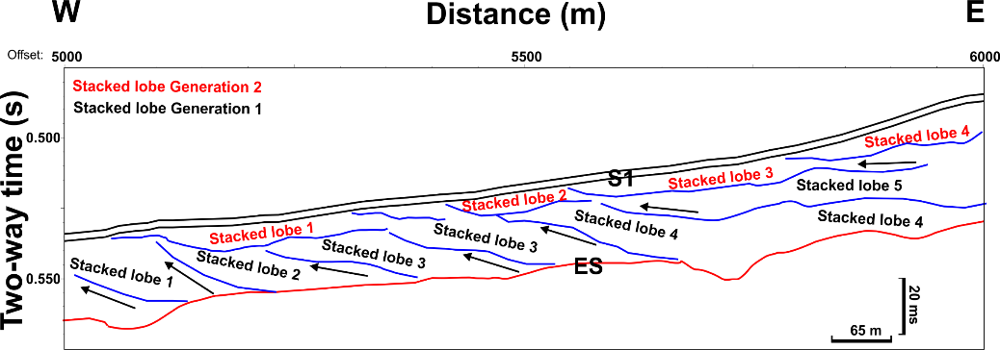 W
Distance (m)
E
Offset:
5000
5500
6000
Stacked lobe Generation 2
Stacked lobe Generation 1
Two-way time (s)
0.500
0.550
Stacked lobe 4
S1
Stacked lobe 3
Stacked lobe 5
Stacked lobe 2
Stacked lobe 4
Stacked lobe 4
Stacked lobe 1
Stacked lobe 3
Stacked lobe 3
Stacked lobe 2
Stacked lobe 1
ES
20 ms
65 m